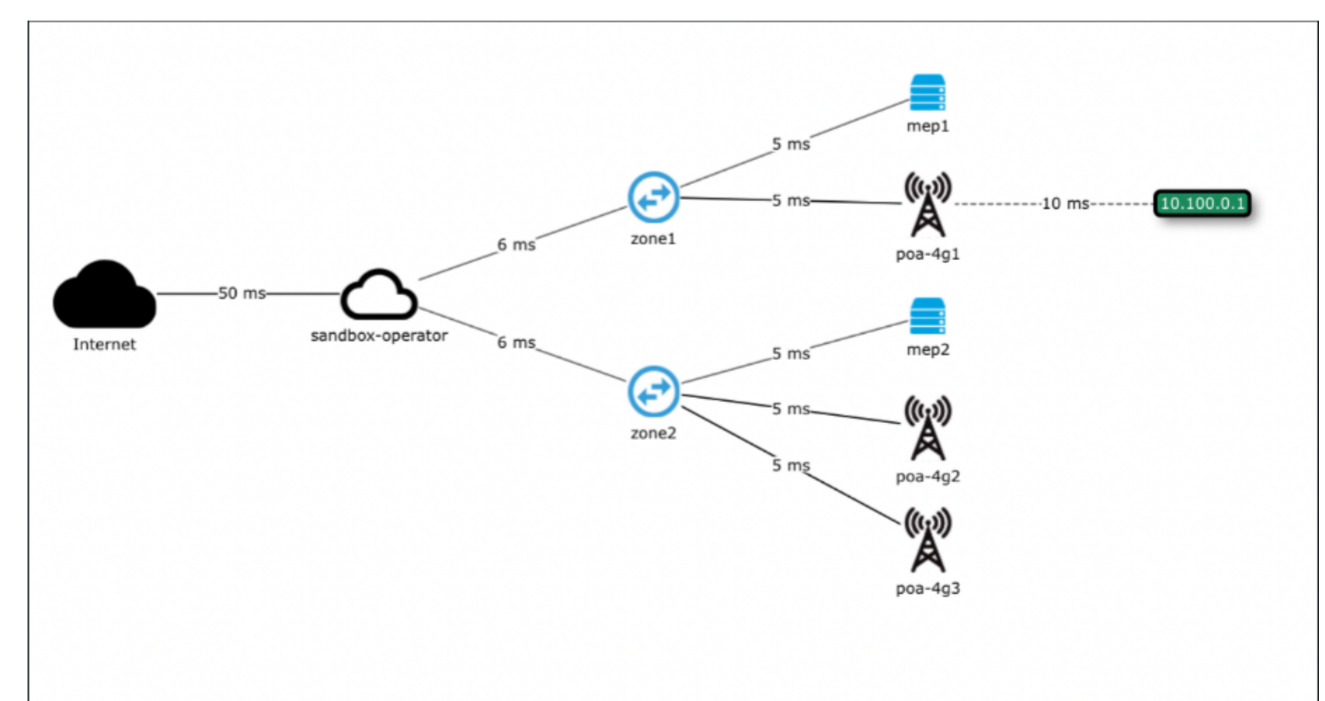 mep1
5 ms
5 ms
10 ms
10.100.0.1
zone1
poa-4g1
6 ms
50 ms
Internet
sandbox-operator
6 ms
mep2
5 ms
5 ms
zone2
5 ms
poa-4g2
poa-4g3